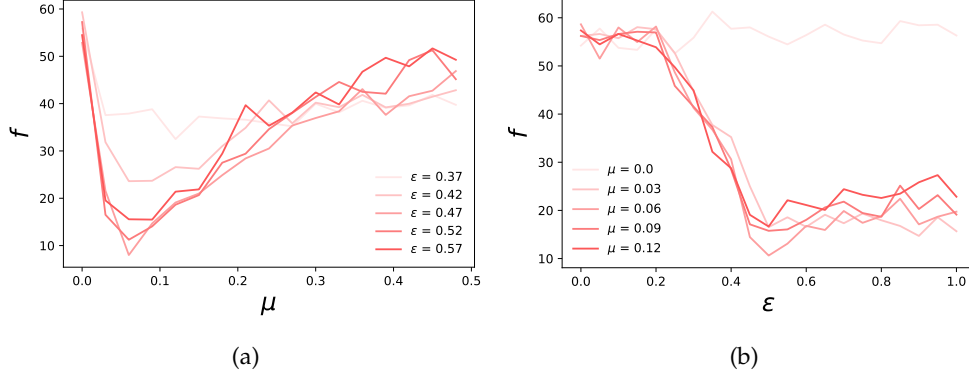 60
50
40
30
20
10
f
0.0 0.1 0.2 0.3 0.4 0.5
μ
ε = 0.37
ε = 0.42
ε = 0.47
ε = 0.52
ε = 0.57
(a)
60
50
40
30
20
10
f
0.0 0.2 0.4 0.6 0.8 1.0
ε
μ = 0.0
μ = 0.03
μ = 0.06
μ = 0.09
μ = 0.12
(b)